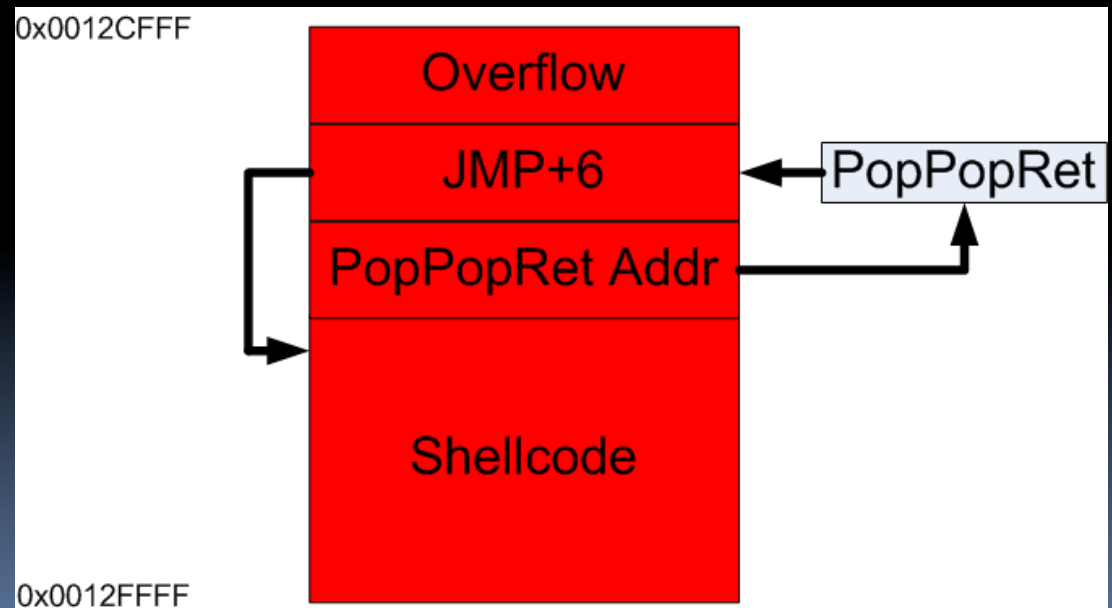 0x0012CFFF
Overflow
JMP+6
PopPopRet
PopPopRet Addr
Shellcode
0x0012FFFF